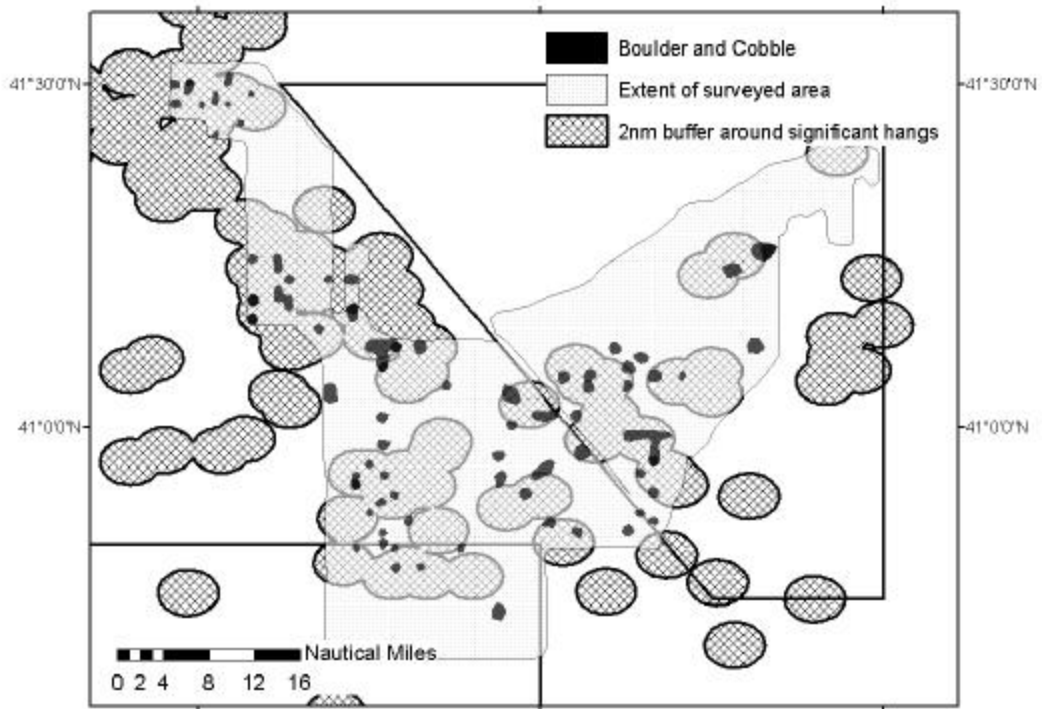 Boulder and Cobble
41°30'0"N
Extent of surveyed area
41°30'0"N
2nm buffer around significant hangs
41°0'0"N
41°0'0"N
Nautical Miles
0 2 4 8 12 16